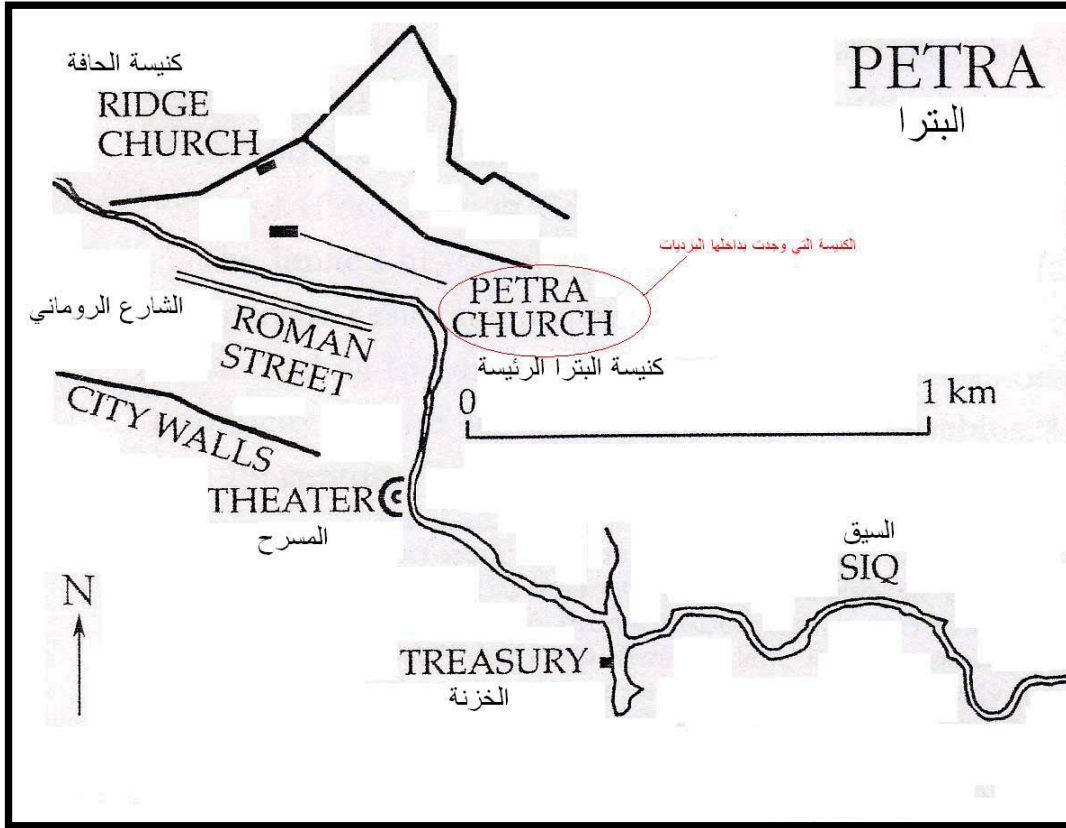 PETRA
البترا
كنيسة الحافة
RIDGE
CHURCH
الكنيسة التي وجدت بداخلها البرديات
PETRA
CHURCH
كنيسة البترا الرئيسة
الشارع الروماني
ROMAN
STREET
0
1 km
CITY WALLS
THEATER
المسرح
السيق
SIQ
N
TREASURY
الخزنة